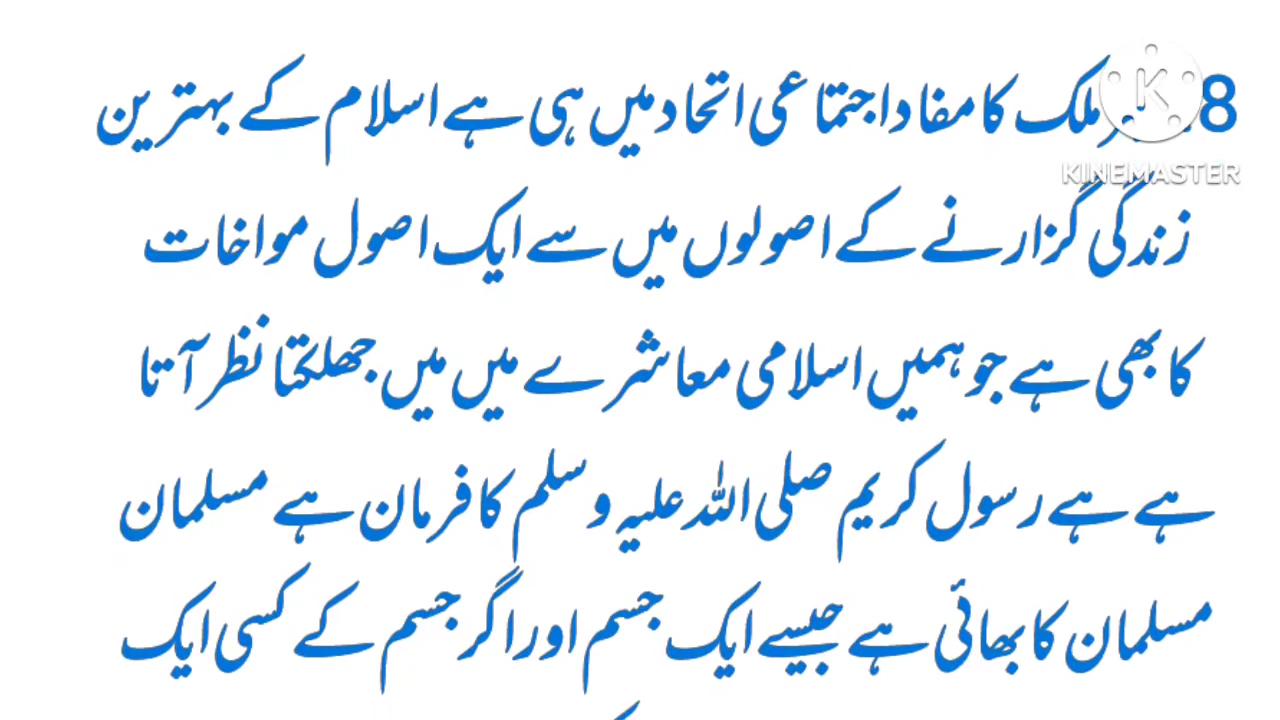 8 ملک کا مفاد اجتماعی اتحاد میں ہی ہے اسلام کے بہترین
KINEMASTER
زندگی گزارنے کے اصولوں میں سے ایک اصول مواخات
کا بھی ہے جو ہمیں اسلامی معاشرے میں میں جھلکتا نظر آتا
ہے ہے رسول کریم صلی اللہ علیہ وسلم کا فرمان ہے مسلمان
مسلمان کا بھائی ہے جیسے ایک جسم اور اگر جسم کے کسی ایک